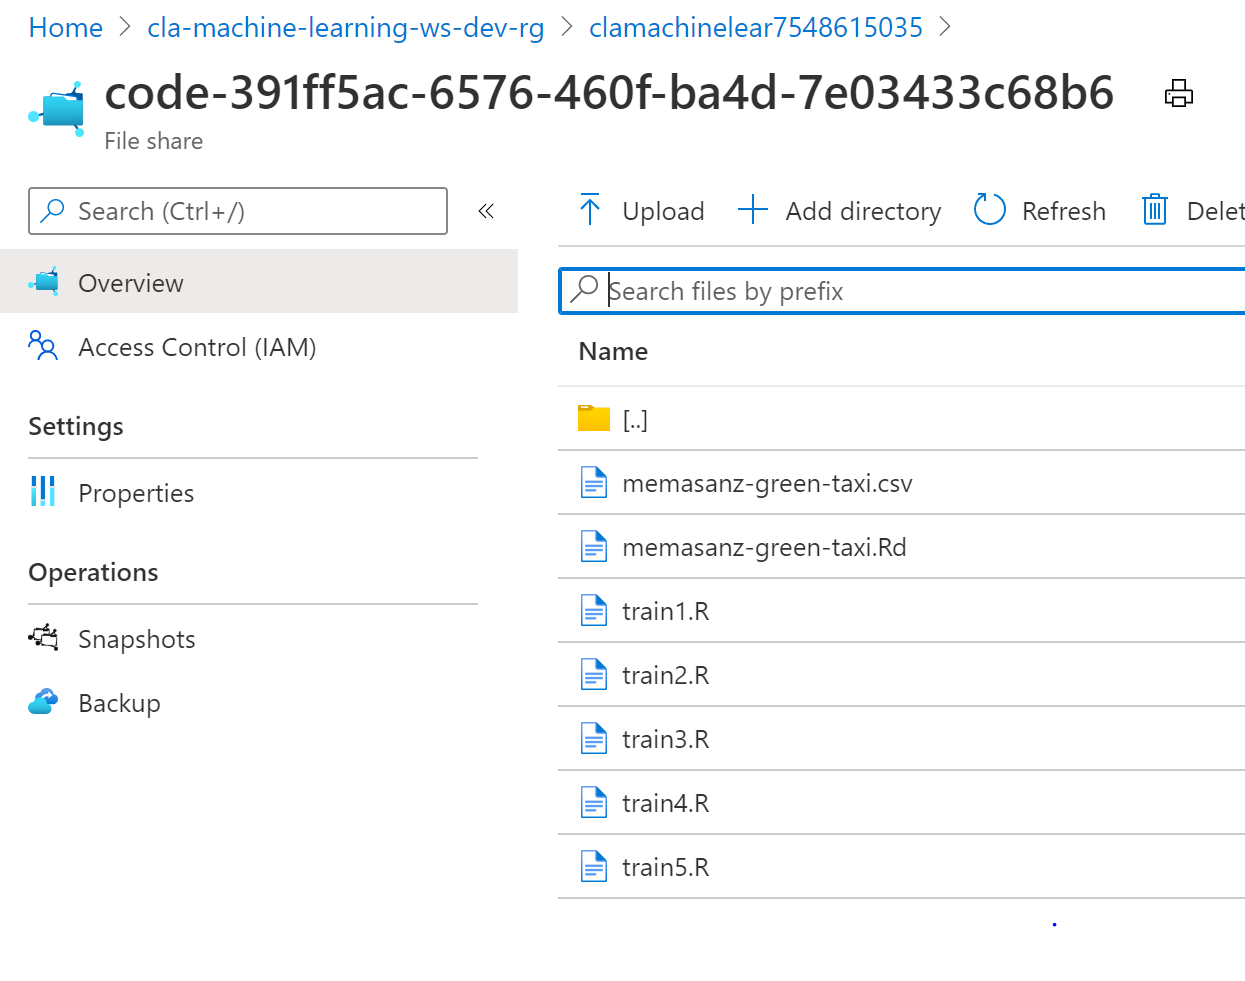 Home > cla-machine-learning-ws-dev-rg > clamachinelear7548615035 >
code-391ff5ac-6576-460f-ba4d-7e03433c68b6
File share
Search (Ctrl+/)
«
Overview
Access Control (IAM)
Settings
Properties
Operations
Snapshots
Backup
Upload
Add directory
Refresh
Delet
Search files by prefix
Name
[..]
memasanz-green-taxi.csv
memasanz-green-taxi.Rd
train1.R
train2.R
train3.R
train4.R
train5.R